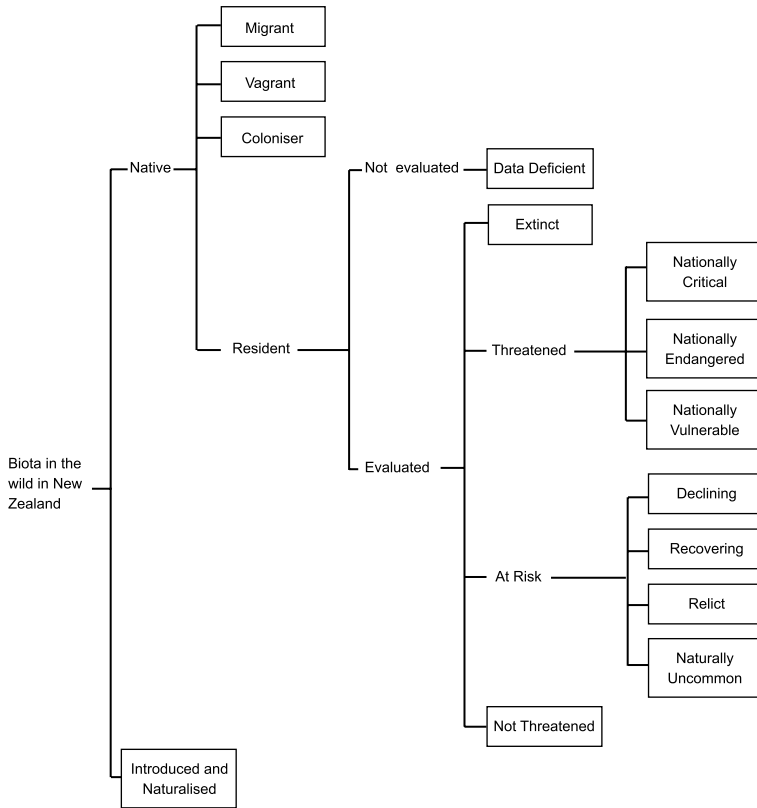 Migrant
Vagrant
Coloniser
Native
Not evaluated
Data Deficient
Extinct
Nationally
Critical
Resident
Threatened
Nationally
Endangered
Nationally
Vulnerable
Biota in the
wild in New
Zealand
Evaluated
Declining
Recovering
At Risk
Relict
Naturally
Uncommon
Not Threatened
Introduced and
Naturalised